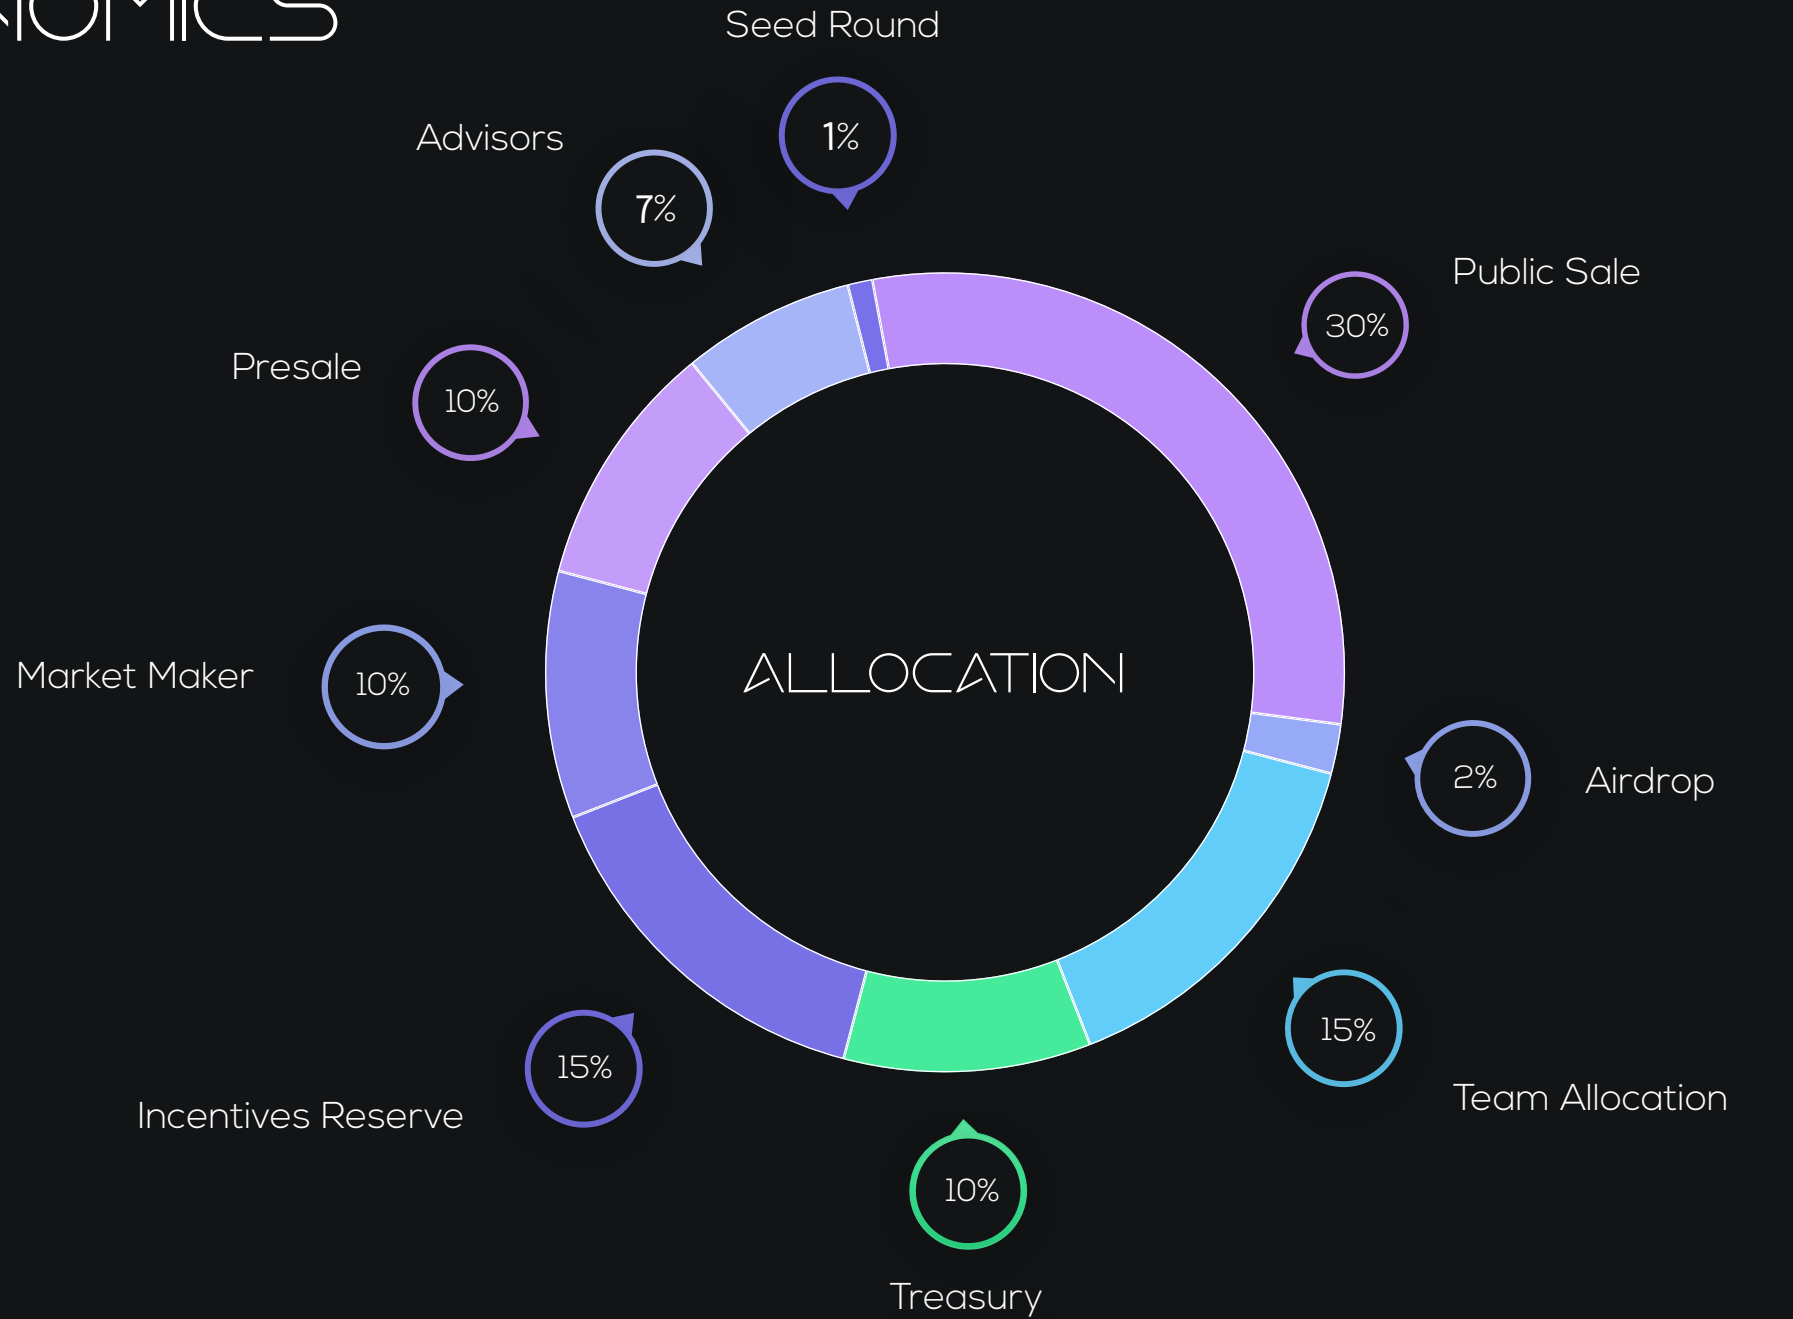 NOMICS
Seed Round
1%
Advisors
7%
Public Sale
30%
Presale
10%
Market Maker
10%
ALLOCATION
2%
Airdrop
15%
Team Allocation
15%
Incentives Reserve
10%
Treasury